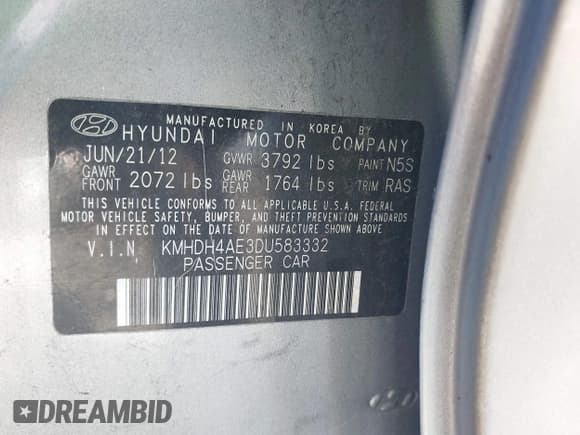 MANUFACTURED IN KOREA BY
HYUNDAI MOTOR COMPANY
JUN/21/12 GVWR 3792 lbs PAINT N5S
GAWR FRONT 2072 lbs GAWR REAR 1764 lbs TRIM RAS
THIS VEHICLE CONFORMS TO ALL APPLICABLE U.S.A. FEDERAL
MOTOR VEHICLE SAFETY, BUMPER, AND THEFT PREVENTION STANDARDS
IN EFFECT ON THE DATE OF MANUFACTURE SHOWN ABOVE.
V.I.N. KMHDH4AE3DU583332
PASSENGER CAR
DREAMBID